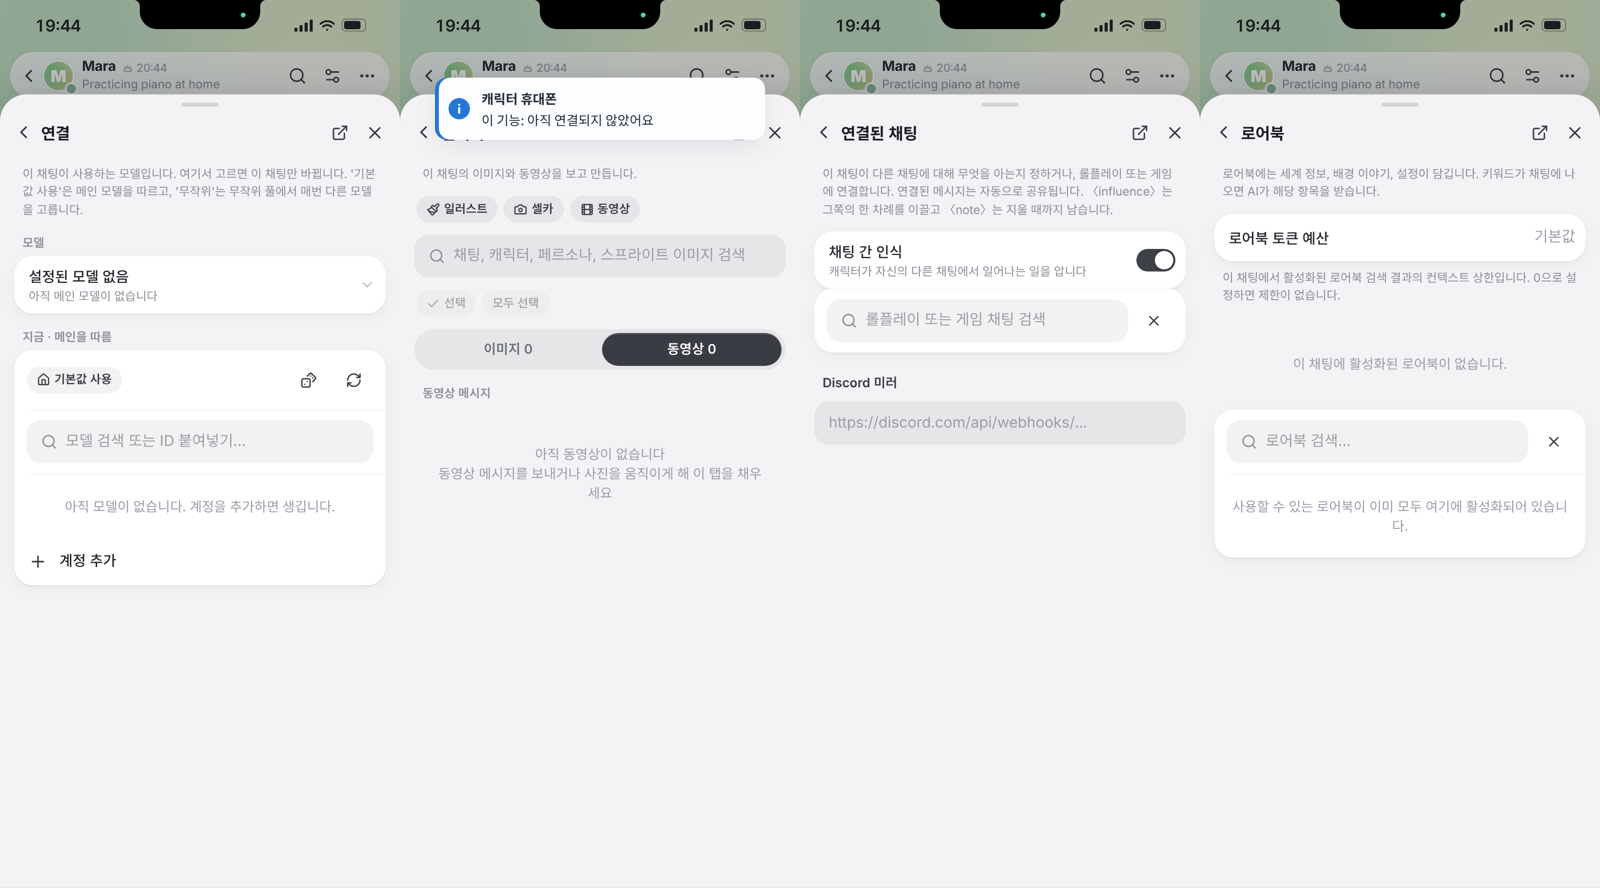 19:44
Mara 20:44
Practicing piano at home
연결
이 채팅이 사용하는 모델입니다. 여기서 고르면 이 채팅만 바뀝니다. '기본
값 사용'은 메인 모델을 따르고, '무작위'는 무작위 풀에서 매번 다른 모델
을 고릅니다.
모델
설정된 모델 없음
아직 메인 모델이 없습니다
지금 · 메인을 따름
기본값 사용
모델 검색 또는 ID 붙여넣기...
아직 모델이 없습니다. 계정을 추가하면 생깁니다.
계정 추가
19:44
Mara 20:44
캐릭터 휴대폰
이 기능: 아직 연결되지 않았어요
이 채팅의 이미지와 동영상을 보고 만듭니다.
일러스트
셀카
동영상
채팅, 캐릭터, 페르소나, 스프라이트 이미지 검색
선택
모두 선택
이미지 0
동영상 0
동영상 메시지
아직 동영상이 없습니다
동영상 메시지를 보내거나 사진을 움직이게 해 이 탭을 채우
세요
19:44
Mara 20:44
Practicing piano at home
연결된 채팅
이 채팅이 다른 채팅에 대해 무엇을 아는지 정하거나, 롤플레이 또는 게임
에 연결합니다. 연결된 메시지는 자동으로 공유됩니다. 〈influence〉는
그쪽의 한 차례를 이끌고 〈note〉는 지울 때까지 남습니다.
채팅 간 인식
캐릭터가 자신의 다른 채팅에서 일어나는 일을 압니다
롤플레이 또는 게임 채팅 검색
Discord 미러
https://discord.com/api/webhooks/...
19:44
Mara 20:44
Practicing piano at home
로어북
로어북에는 세계 정보, 배경 이야기, 설정이 담깁니다. 키워드가 채팅에 나
오면 AI가 해당 항목을 받습니다.
로어북 토큰 예산 기본값
이 채팅에서 활성화된 로어북 검색 결과의 컨텍스트 상한입니다. 0으로 설
정하면 제한이 없습니다.
이 채팅에 활성화된 로어북이 없습니다.
로어북 검색...
사용할 수 있는 로어북이 이미 모두 여기에 활성화되어 있습니
다.